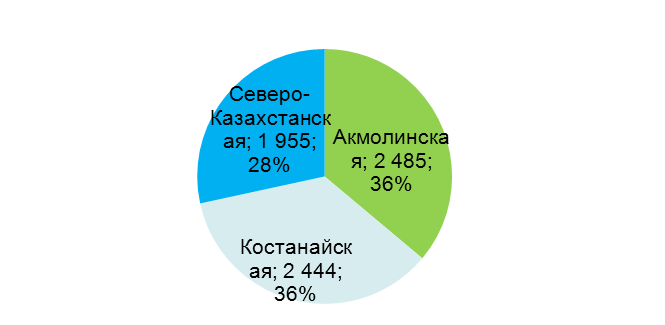 Северо-
Казахстанск
ая; 1 955;
28%
Акмолинска
я; 2 485;
36%
Костанайск
ая; 2 444;
36%